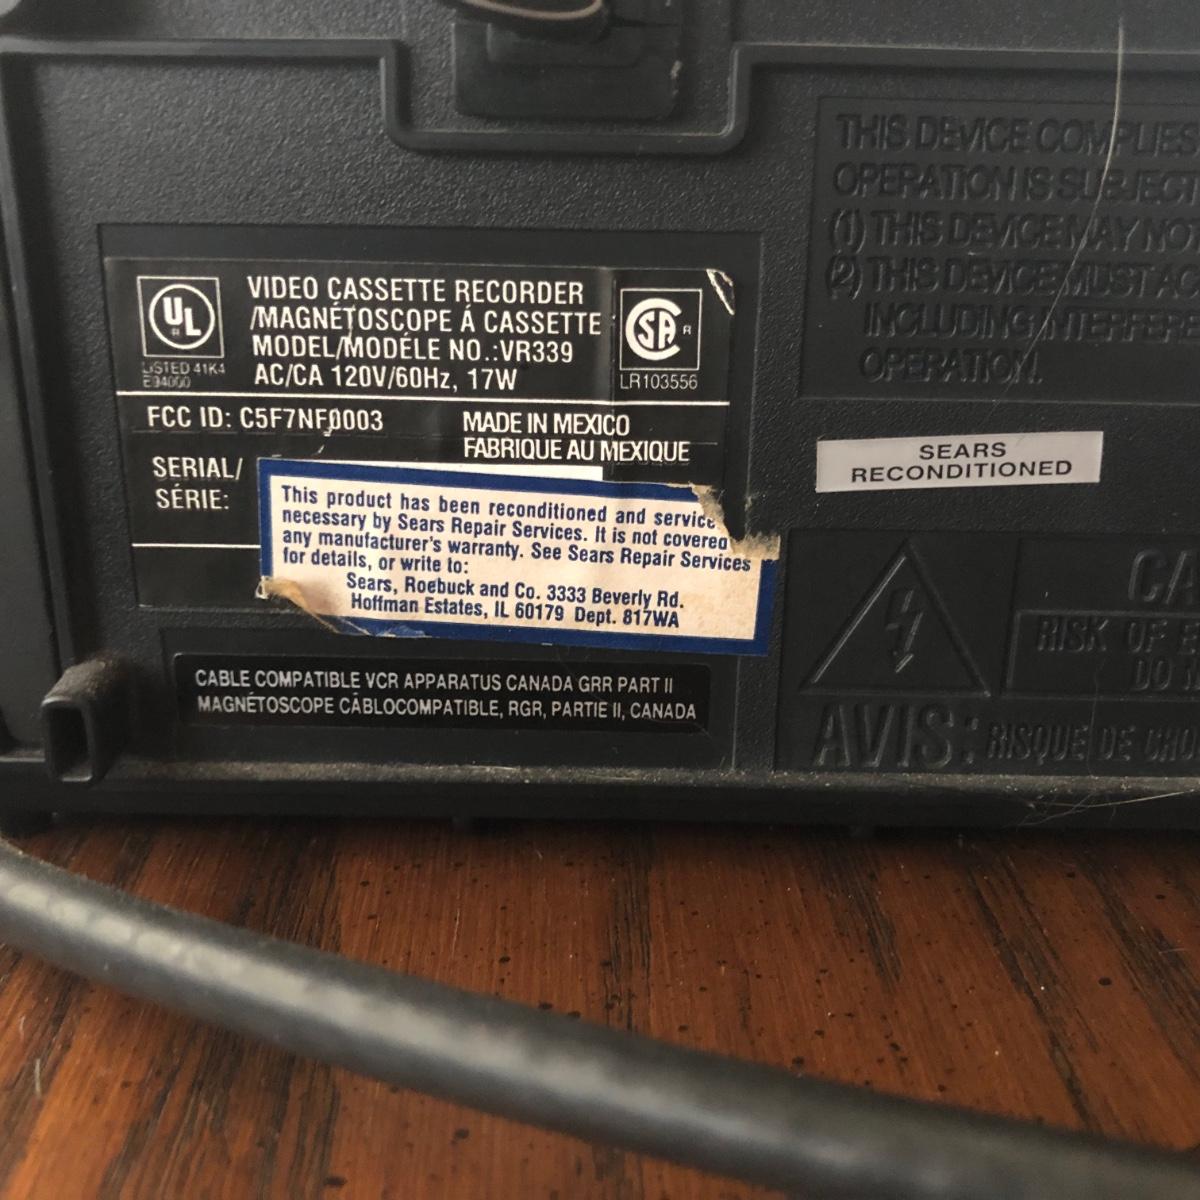 THIS DEVICE COMPLIES
OPERATION IS SUBJECT
(1) THIS DEVICE MAY NOT
(2) THIS DEVICE MUST AC
INCLUDING INTERFERE
OPERATION.
UL
LISTED 41K4
E94000
VIDEO CASSETTE RECORDER
/MAGNÉTOSCOPE Á CASSETTE
MODEL/MODÉLE NO.:VR339
AC/CA 120V/60Hz, 17W
SA R
LR103556
FCC ID: C5F7NF0003
MADE IN MEXICO
FABRIQUE AU MEXIQUE
SERIAL/
SÉRIE:
This product has been reconditioned and service
necessary by Sears Repair Services. It is not covered
any manufacturer's warranty. See Sears Repair Services
for details, or write to:
Sears, Roebuck and Co. 3333 Beverly Rd.
Hoffman Estates, IL 60179 Dept. 817WA
CABLE COMPATIBLE VCR APPARATUS CANADA GRR PART II
MAGNÉTOSCOPE CÂBLOCOMPATIBLE, RGR, PARTIE II, CANADA
SEARS
RECONDITIONED
CA
RISK OF E
DO N
AVIS: RISQUE DE CHO